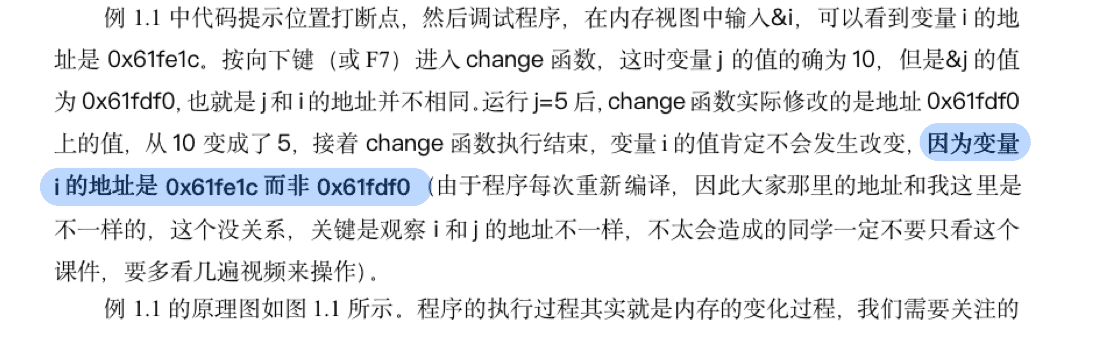 例 1.1 中代码提示位置打断点，然后调试程序，在内存视图中输入&i，可以看到变量 i 的地
址是 0x61fe1c。按向下键（或 F7）进入 change 函数，这时变量 j 的值的确为 10，但是&j 的值
为 0x61fdf0, 也就是 j 和 i 的地址并不相同。运行 j=5 后, change 函数实际修改的是地址 0x61fdf0
上的值，从 10 变成了 5，接着 change 函数执行结束，变量 i 的值肯定不会发生改变，因为变量
i 的地址是 0x61fe1c 而非 0x61fdf0（由于程序每次重新编译，因此大家那里的地址和我这里是
不一样的，这个没关系，关键是观察 i 和 j 的地址不一样，不太会造成的同学一定不要只看这个
课件，要多看几遍视频来操作）。
例 1.1 的原理图如图 1.1 所示。程序的执行过程其实就是内存的变化过程，我们需要关注的